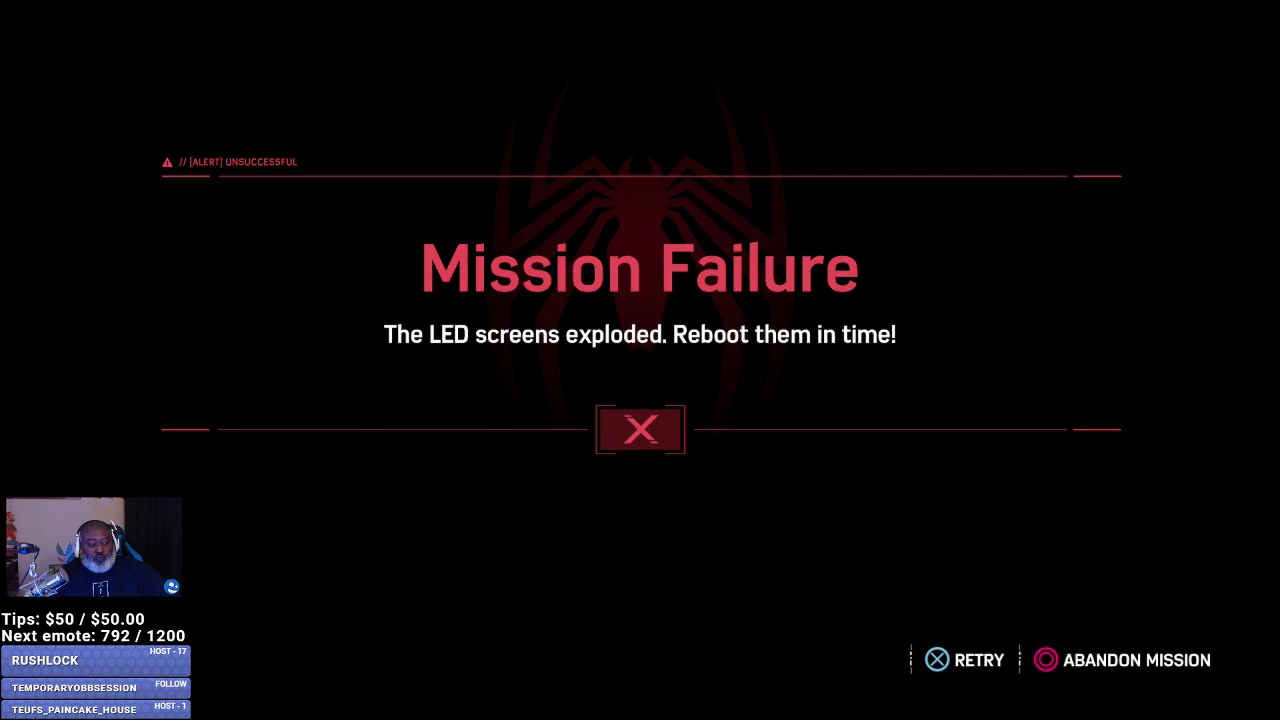 // [ALERT] UNSUCCESSFUL
Mission Failure
The LED screens exploded. Reboot them in time!
X
Tips: $50 / $50.00
Next emote: 792 / 1200
RUSHLOCK HOST - 17
TEMPORARYOBBSESSION FOLLOW
TEUFS_PAINCAKE_HOUSE HOST - 1
RETRY
ABANDON MISSION